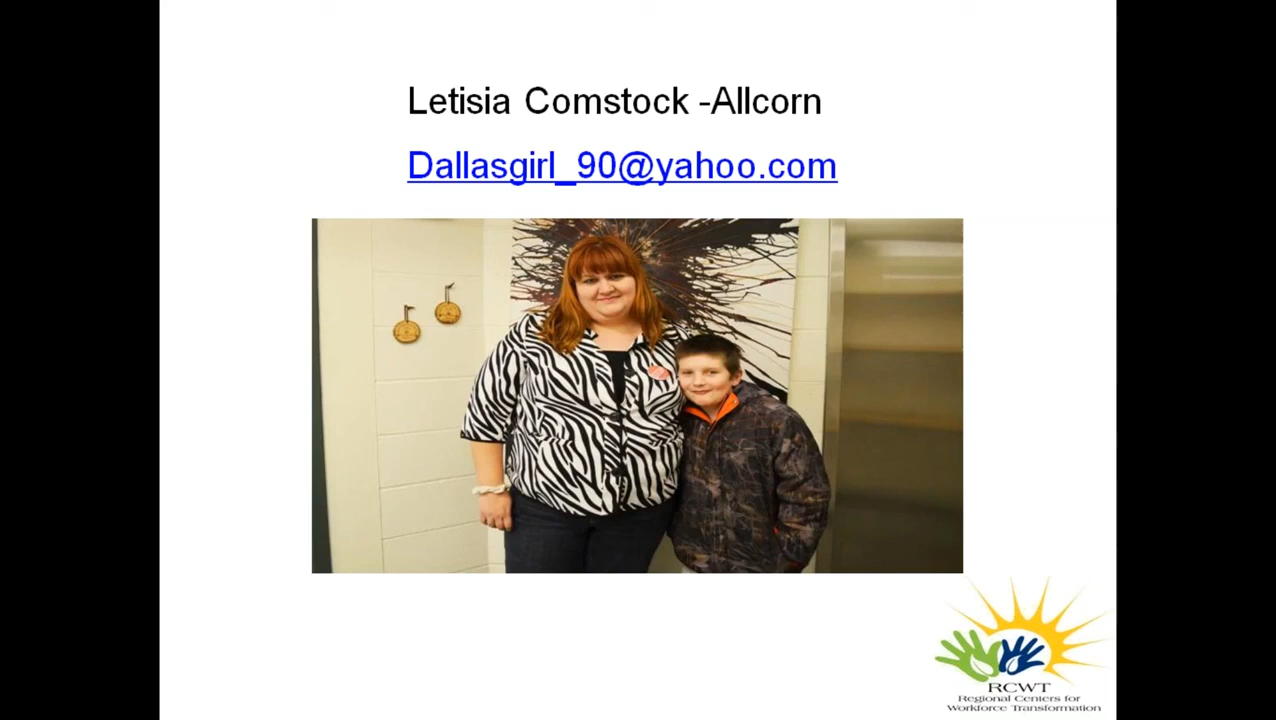 Letisia Comstock -Allcorn
Dallasgirl_90@yahoo.com
RCWT
Regional Centers for
Workforce Transformation